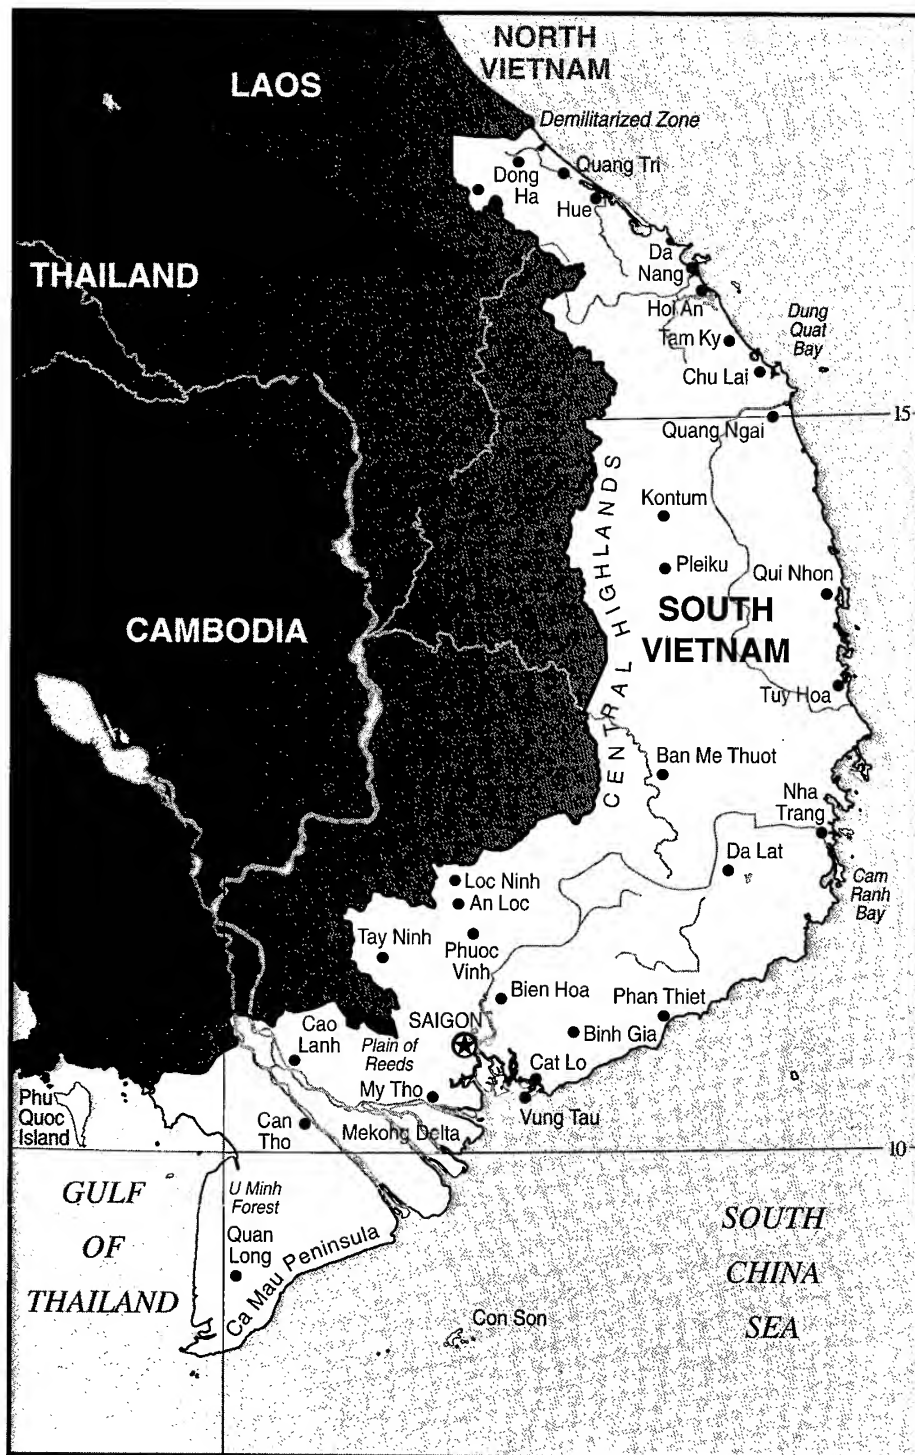 NORTH
VIETNAM
LAOS
Demilitarized Zone
Quang Tri
Dong
Ha
Hue
Da
Nang
THAILAND
Hoi An
Dung
Quat
Bay
Tam Ky
Chu Lai
15
Quang Ngai
CENTRAL HIGHLANDS
Kontum
Pleiku
Qui Nhon
SOUTH
VIETNAM
CAMBODIA
Tuy Hoa
Ban Me Thuot
Nha
Trang
Da Lat
Cam
Ranh
Bay
Loc Ninh
An Loc
Tay Ninh
Phuoc
Vinh
Bien Hoa
Phan Thiet
SAIGON
Binh Gia
Cao
Lanh
Plain of
Reeds
Cat Lo
My Tho
Vung Tau
Phu
Quoc
Island
Can
Tho
Mekong Delta
10
GULF
OF
THAILAND
U Minh
Forest
Quan
Long
Ca Mau Peninsula
SOUTH
CHINA
SEA
Con Son